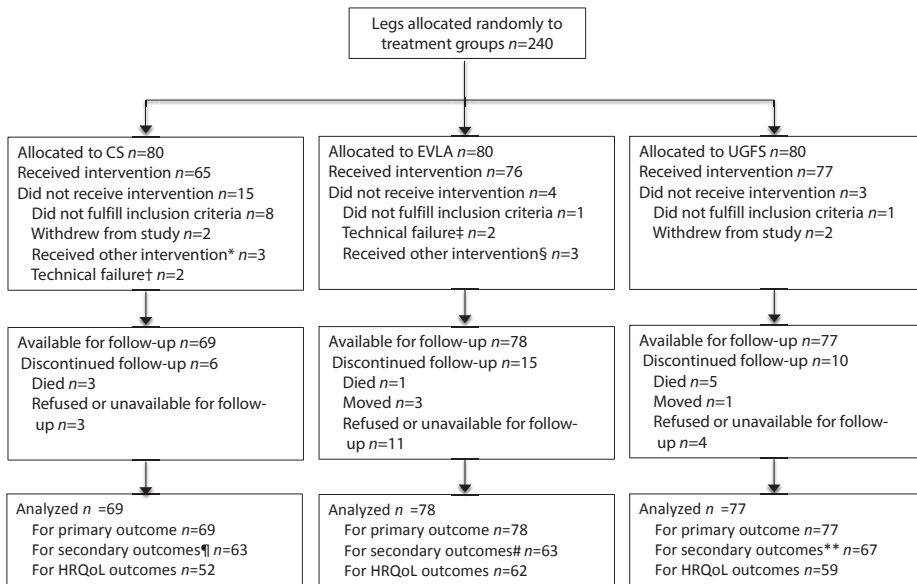 Legs allocated randomly to
treatment groups n=240
Allocated to CS n=80
Received intervention n=65
Did not receive intervention n=15
Did not fulfill inclusion criteria n=8
Withdrew from study n=2
Received other intervention* n=3
Technical failure† n=2
Allocated to EVLA n=80
Received intervention n=76
Did not receive intervention n=4
Did not fulfill inclusion criteria n=1
Technical failure‡ n=2
Received other intervention§ n=3
Allocated to UGFS n=80
Received intervention n=77
Did not receive intervention n=3
Did not fulfill inclusion criteria n=1
Withdrew from study n=2
Available for follow-up n=69
Discontinued follow-up n=6
Died n=3
Refused or unavailable for follow-
up n=3
Available for follow-up n=78
Discontinued follow-up n=15
Died n=1
Moved n=3
Refused or unavailable for follow-
up n=11
Available for follow-up n=77
Discontinued follow-up n=10
Died n=5
Moved n=1
Refused or unavailable for follow-
up n=4
Analyzed n =69
For primary outcome n=69
For secondary outcomes¶ n=63
For HRQoL outcomes n=52
Analyzed n =78
For primary outcome n=78
For secondary outcomes# n=63
For HRQoL outcomes n=62
Analyzed n =77
For primary outcome n=77
For secondary outcomes** n=67
For HRQoL outcomes n=59